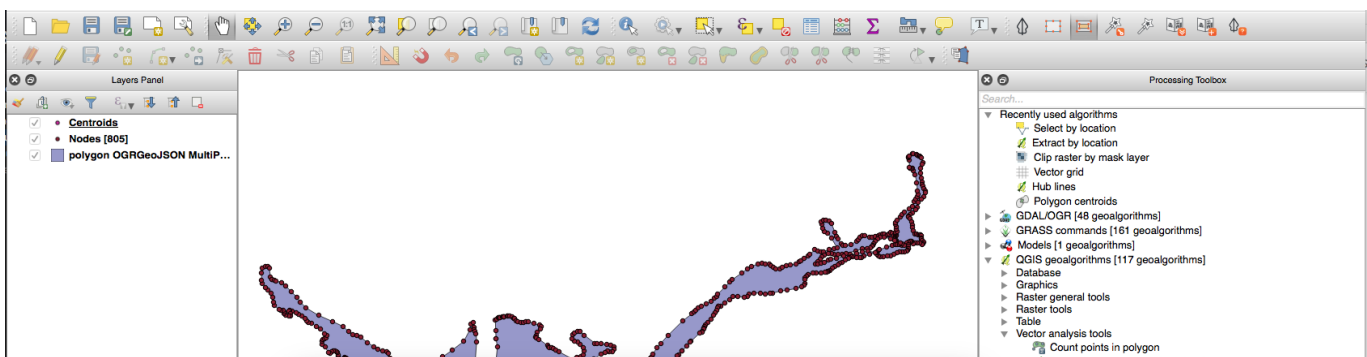 Layers Panel
Centroids
Nodes [805]
polygon OGRGeoJSON MultiP...
Processing Toolbox
Search...
Recently used algorithms
Select by location
Extract by location
Clip raster by mask layer
Vector grid
Hub lines
Polygon centroids
GDAL/OGR [48 geoalgorithms]
GRASS commands [161 geoalgorithms]
Models [1 geoalgorithms]
QGIS geoalgorithms [117 geoalgorithms]
Database
Graphics
Raster general tools
Raster tools
Table
Vector analysis tools
Count points in polygon